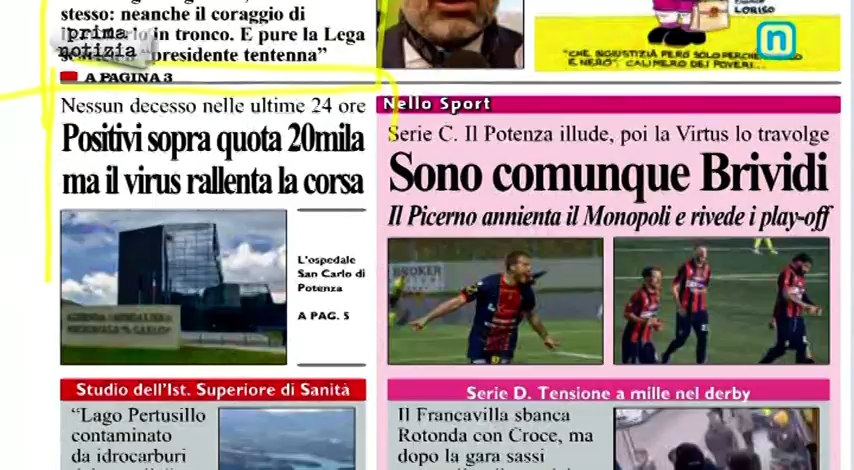 stesso: neanche il coraggio di
in tronco. E pure la Lega
"presidente tentenna"
A PAGINA 3
prima
notizia
LORISO
"CHE INGIUSTIZIA PERÒ SOLO PERCHÉ
È NERO" CALIMERO DEI POVERI...
n
Nessun decesso nelle ultime 24 ore
Positivi sopra quota 20mila
ma il virus rallenta la corsa
L'ospedale
San Carlo di
Potenza
A PAG. 5
Nello Sport
Serie C. Il Potenza illude, poi la Virtus lo travolge
Sono comunque Brividi
Il Picerno annienta il Monopoli e rivede i play-off
BROKER
Studio dell'Ist. Superiore di Sanità
"Lago Pertusillo
contaminato
da idrocarburi
Serie D. Tensione a mille nel derby
Il Francavilla sbanca
Rotonda con Croce, ma
dopo la gara sassi